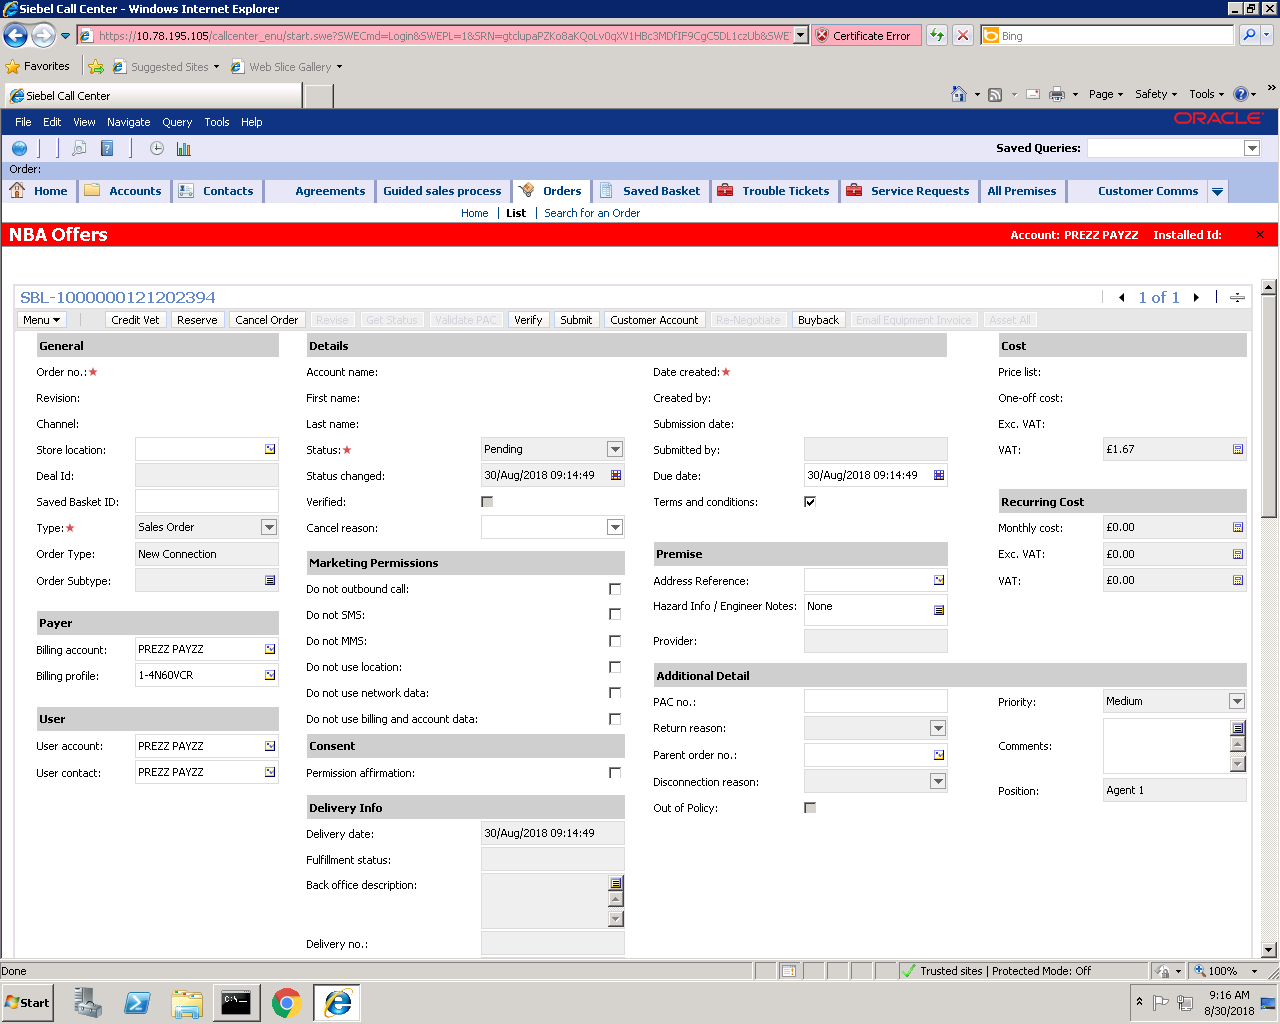 Siebel Call Center - Windows Internet Explorer
https://10.78.195.105/callcenter_enu/start.swe?SWECmd=Login&SWEPL=1&SRN=
Certificate Error
Bing
Favorites Suggested Sites Web Slice Gallery
Siebel Call Center
Page Safety Tools
File Edit View Navigate Query Tools Help
ORACLE
Saved Queries:
Order:
Home Accounts Contacts Agreements Guided sales process Orders Saved Basket Trouble Tickets Service Requests All Premises Customer Comms
Home List Search for an Order
NBA Offers
Account: PREZZ PAYZZ Installed Id:
SBL-1000000121202394
1 of 1
Menu Credit Vet Reserve Cancel Order Revise Get Status Validate PAC Verify Submit Customer Account Re-Negotiate Buyback Email Equipment Invoice Asset All
General
Order no.:
Revision:
Channel:
Store location:
Deal Id:
Saved Basket ID:
Type: Sales Order
Order Type: New Connection
Order Subtype:
Payer
Billing account: PREZZ PAYZZ
Billing profile: 1-4N60VCR
User
User account: PREZZ PAYZZ
User contact: PREZZ PAYZZ
Details
Account name:
First name:
Last name:
Status: Pending
Status changed: 30/Aug/2018 09:14:49
Verified:
Cancel reason:
Marketing Permissions
Do not outbound call:
Do not SMS:
Do not MMS:
Do not use location:
Do not use network data:
Do not use billing and account data:
Consent
Permission affirmation:
Delivery Info
Delivery date: 30/Aug/2018 09:14:49
Fulfillment status:
Back office description:
Delivery no.:
Date created:
Created by:
Submission date:
Submitted by:
Due date: 30/Aug/2018 09:14:49
Terms and conditions:
Premise
Address Reference:
Hazard Info / Engineer Notes: None
Provider:
Additional Detail
PAC no.:
Return reason:
Parent order no.:
Disconnection reason:
Out of Policy:
Cost
Price list:
One-off cost:
Exc. VAT:
VAT: £1.67
Recurring Cost
Monthly cost: £0.00
Exc. VAT: £0.00
VAT: £0.00
Priority: Medium
Comments:
Position: Agent 1
Done
Trusted sites | Protected Mode: Off
100%
Start
C:\.
9:16 AM
8/30/2018